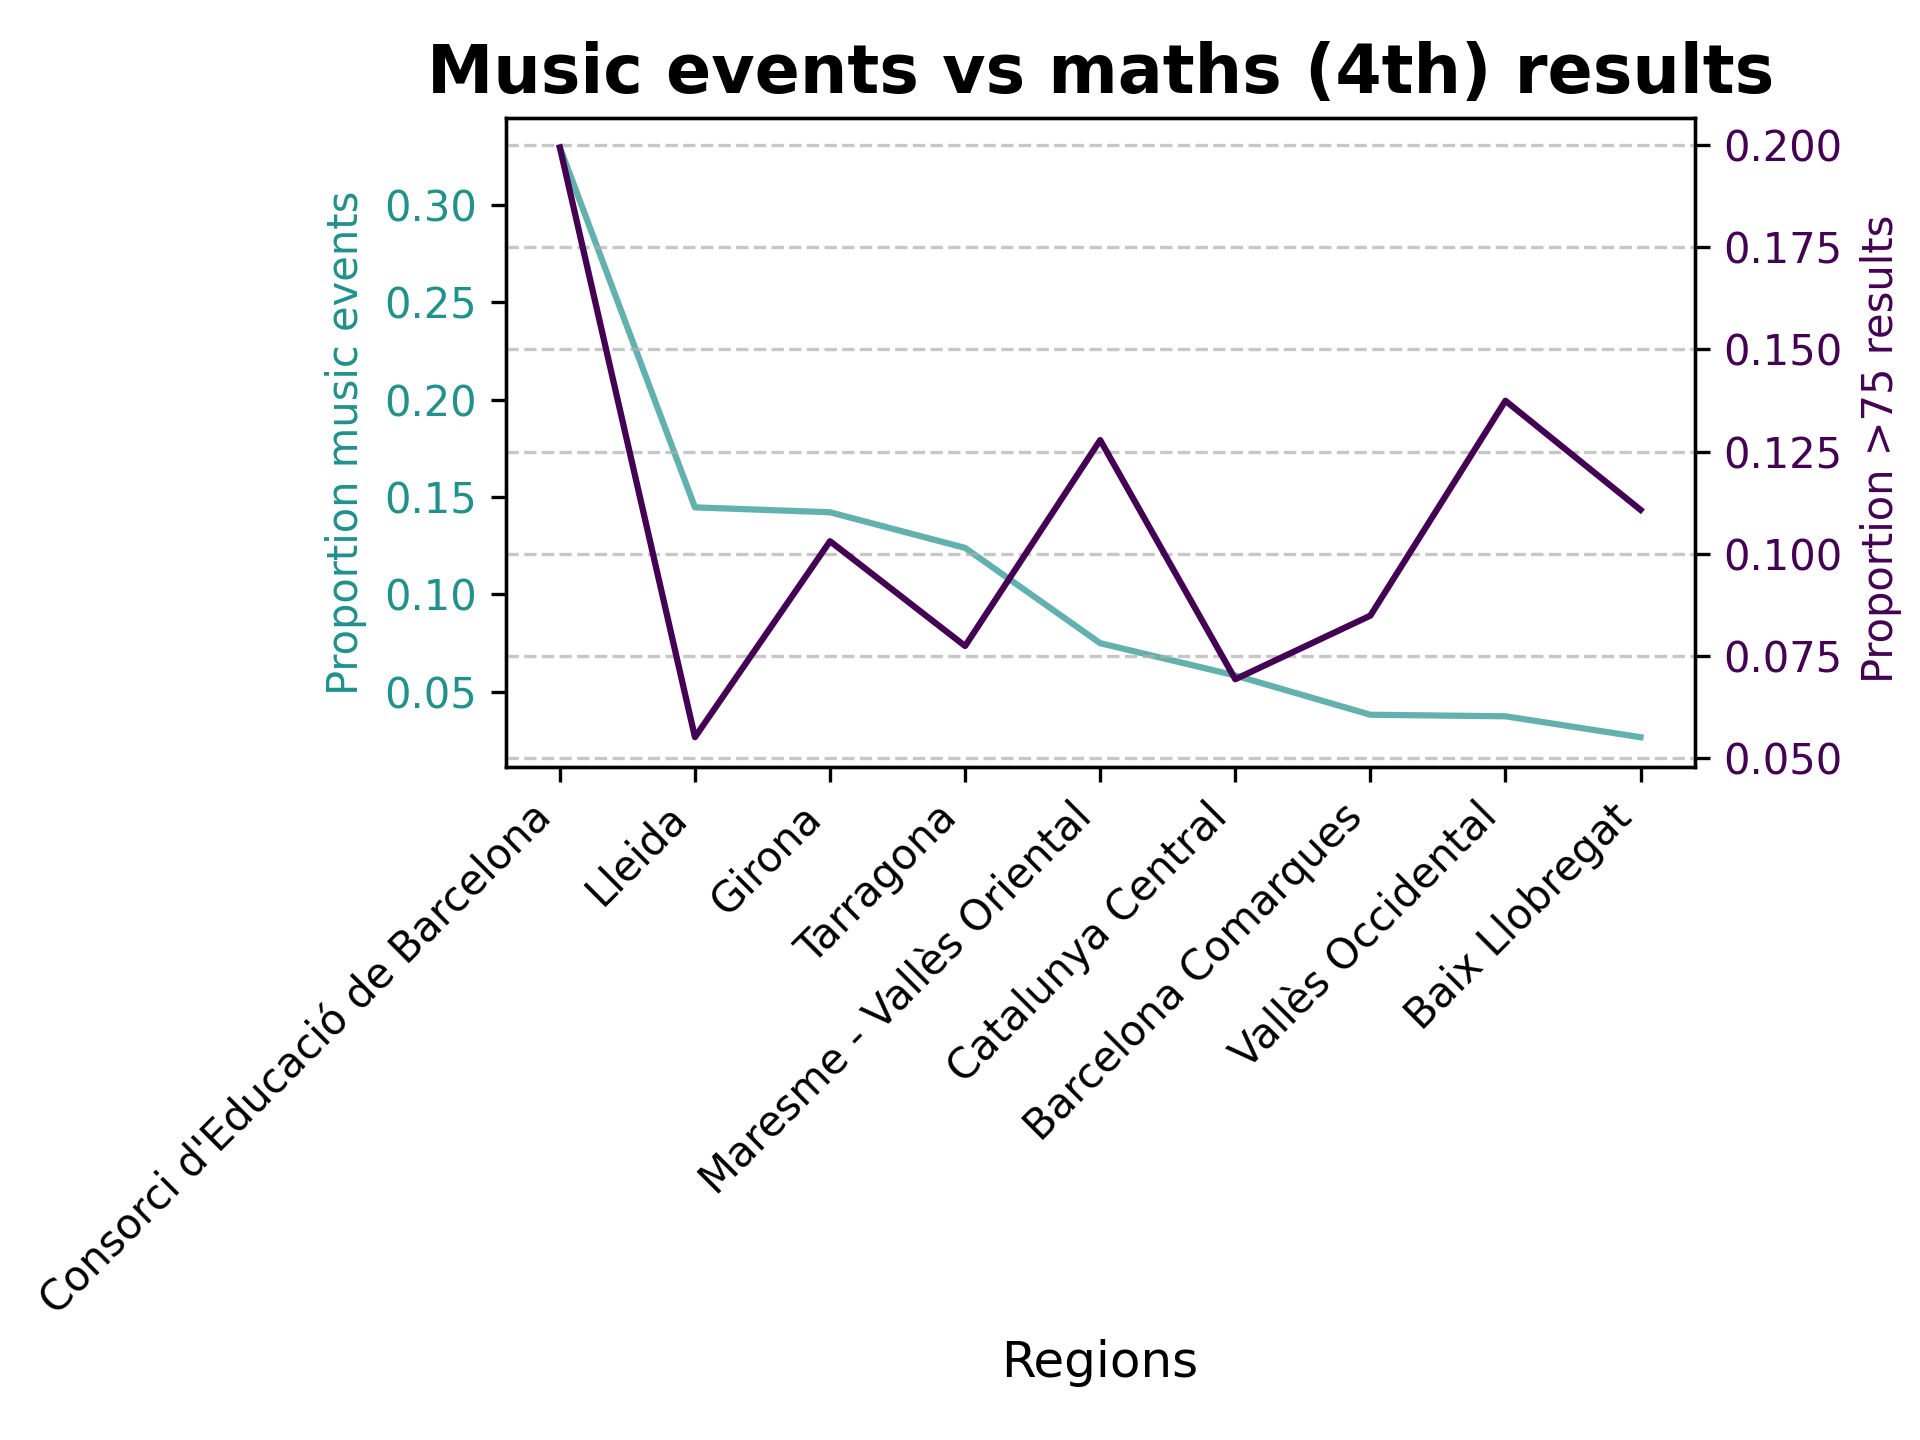 Music events vs maths (4th) results
Proportion music events
0.30
0.25
0.20
0.15
0.10
0.05
0.200
0.175
0.150
0.125
0.100
0.075
0.050
Proportion >75 results
Consorci d'Educació de Barcelona
Lleida
Girona
Tarragona
Maresme - Vallès Oriental
Catalunya Central
Barcelona Comarques
Vallès Occidental
Baix Llobregat
Regions